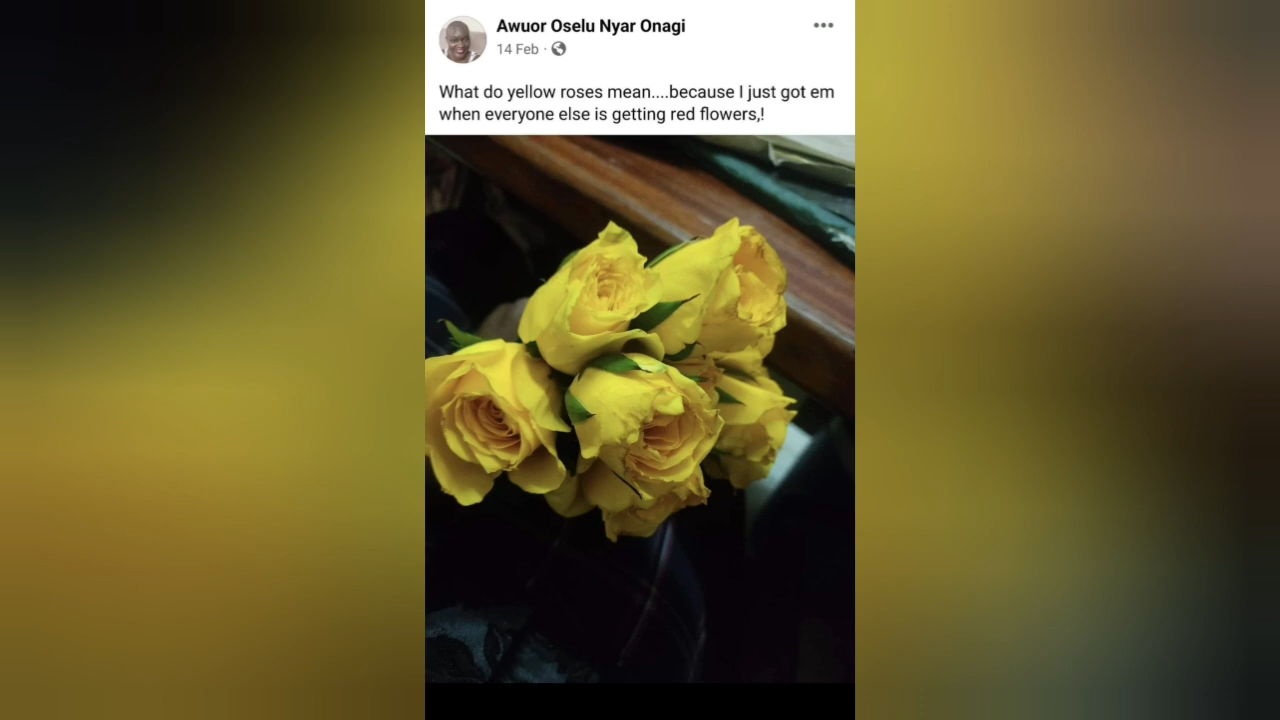 Awuor Oselu Nyar Onagi
14 Feb ·
What do yellow roses mean....because I just got em
when everyone else is getting red flowers,!